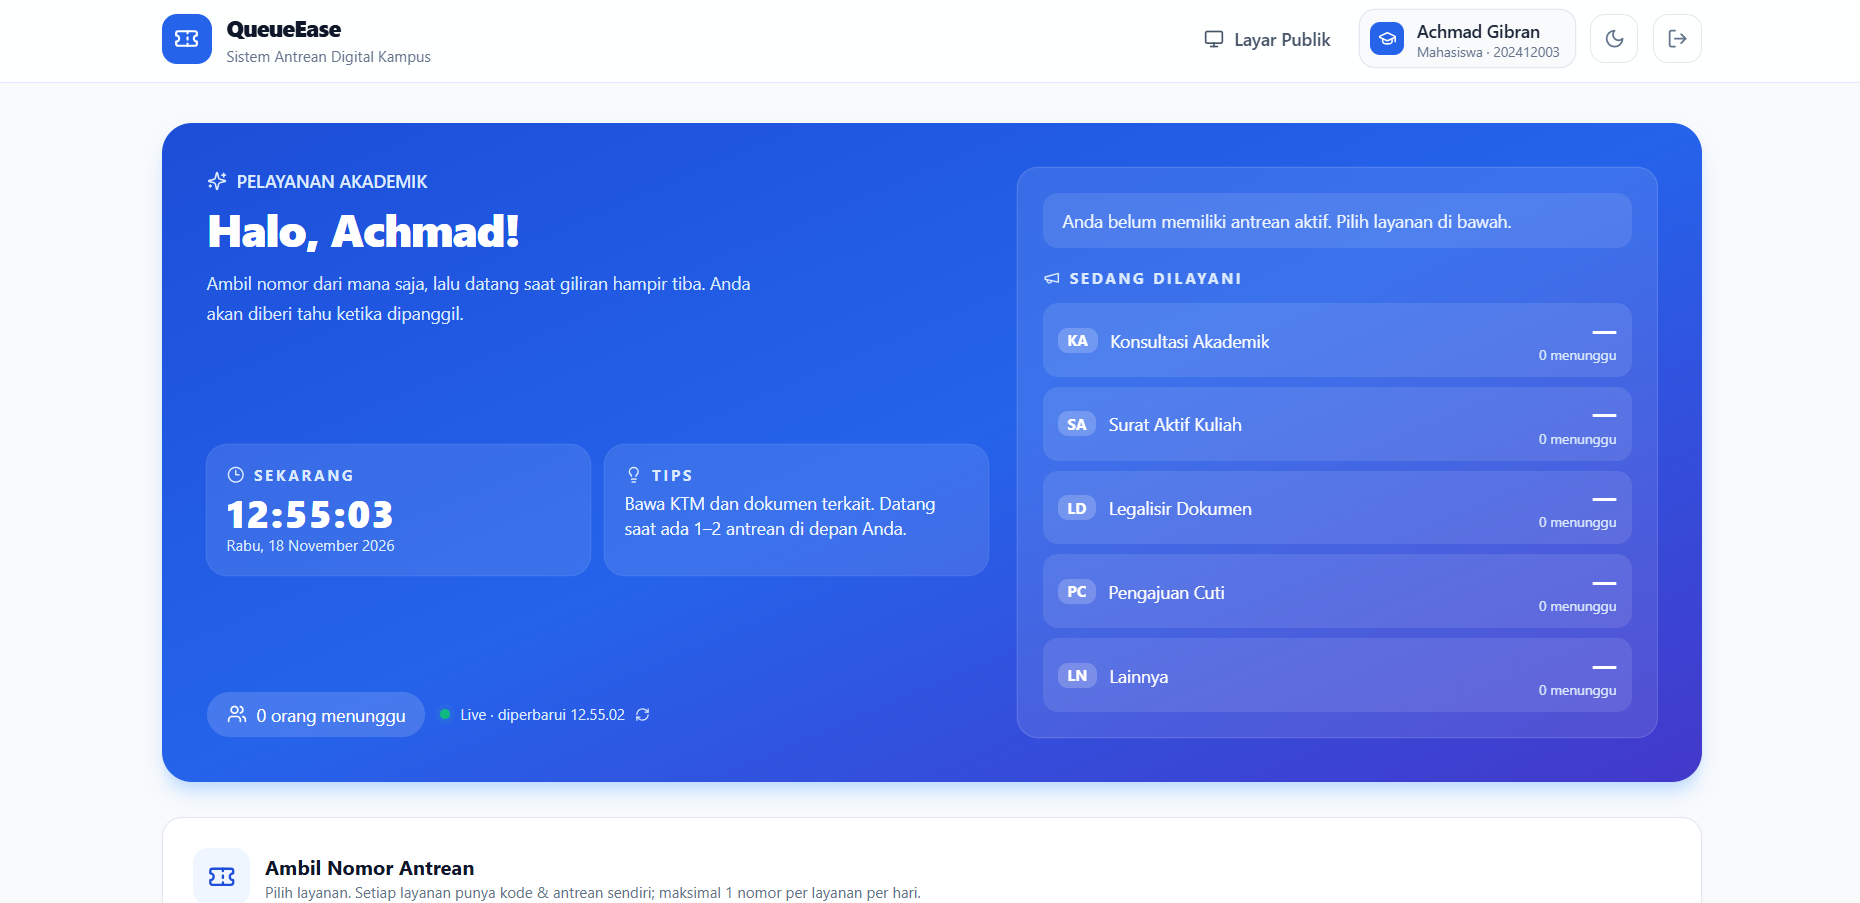 QueueEase
Sistem Antrean Digital Kampus
Layar Publik
Achmad Gibran
Mahasiswa · 202412003
PELAYANAN AKADEMIK
Halo, Achmad!
Ambil nomor dari mana saja, lalu datang saat giliran hampir tiba. Anda
akan diberi tahu ketika dipanggil.
SEKARANG
12:55:03
Rabu, 18 November 2026
TIPS
Bawa KTM dan dokumen terkait. Datang
saat ada 1–2 antrean di depan Anda.
0 orang menunggu
Live · diperbarui 12.55.02
Anda belum memiliki antrean aktif. Pilih layanan di bawah.
SEDANG DILAYANI
KA Konsultasi Akademik —
0 menunggu
SA Surat Aktif Kuliah —
0 menunggu
LD Legalisir Dokumen —
0 menunggu
PC Pengajuan Cuti —
0 menunggu
LN Lainnya —
0 menunggu
Ambil Nomor Antrean
Pilih layanan. Setiap layanan punya kode & antrean sendiri; maksimal 1 nomor per layanan per hari.